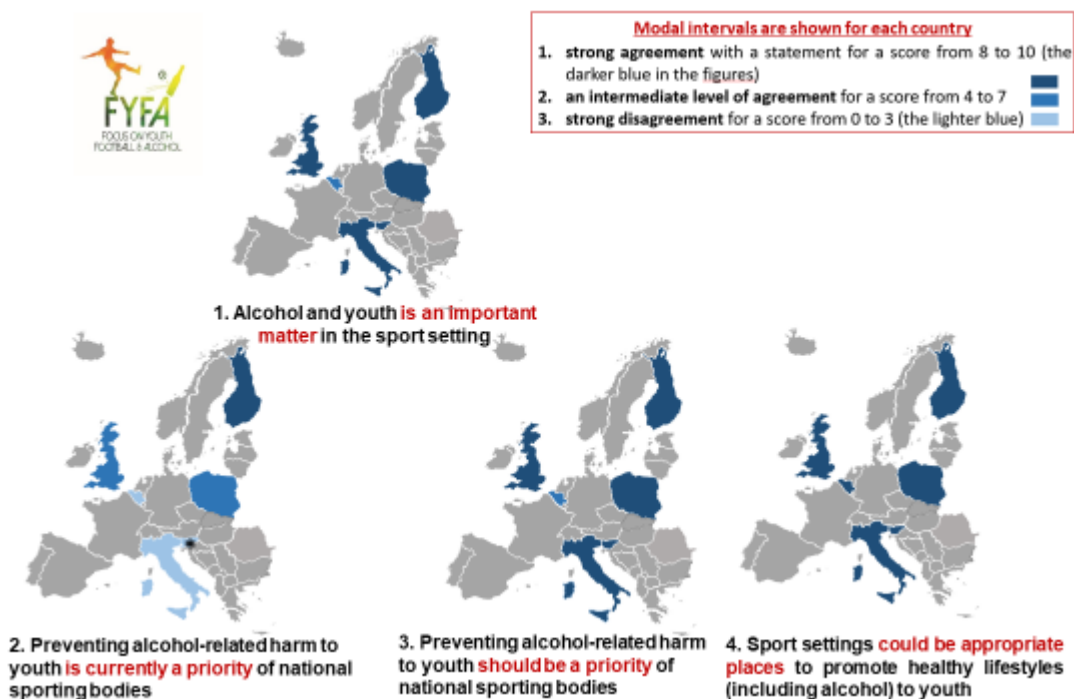 FYFA
FOCUS ON YOUTH
FOOTBALL & ALCOHOL
Modal intervals are shown for each country
1. strong agreement with a statement for a score from 8 to 10 (the
darker blue in the figures)
2. an intermediate level of agreement for a score from 4 to 7
3. strong disagreement for a score from 0 to 3 (the lighter blue)
1. Alcohol and youth is an important
matter in the sport setting
2. Preventing alcohol-related harm to
youth is currently a priority of national
sporting bodies
3. Preventing alcohol-related harm
to youth should be a priority of
national sporting bodies
4. Sport settings could be appropriate
places to promote healthy lifestyles
(including alcohol) to youth